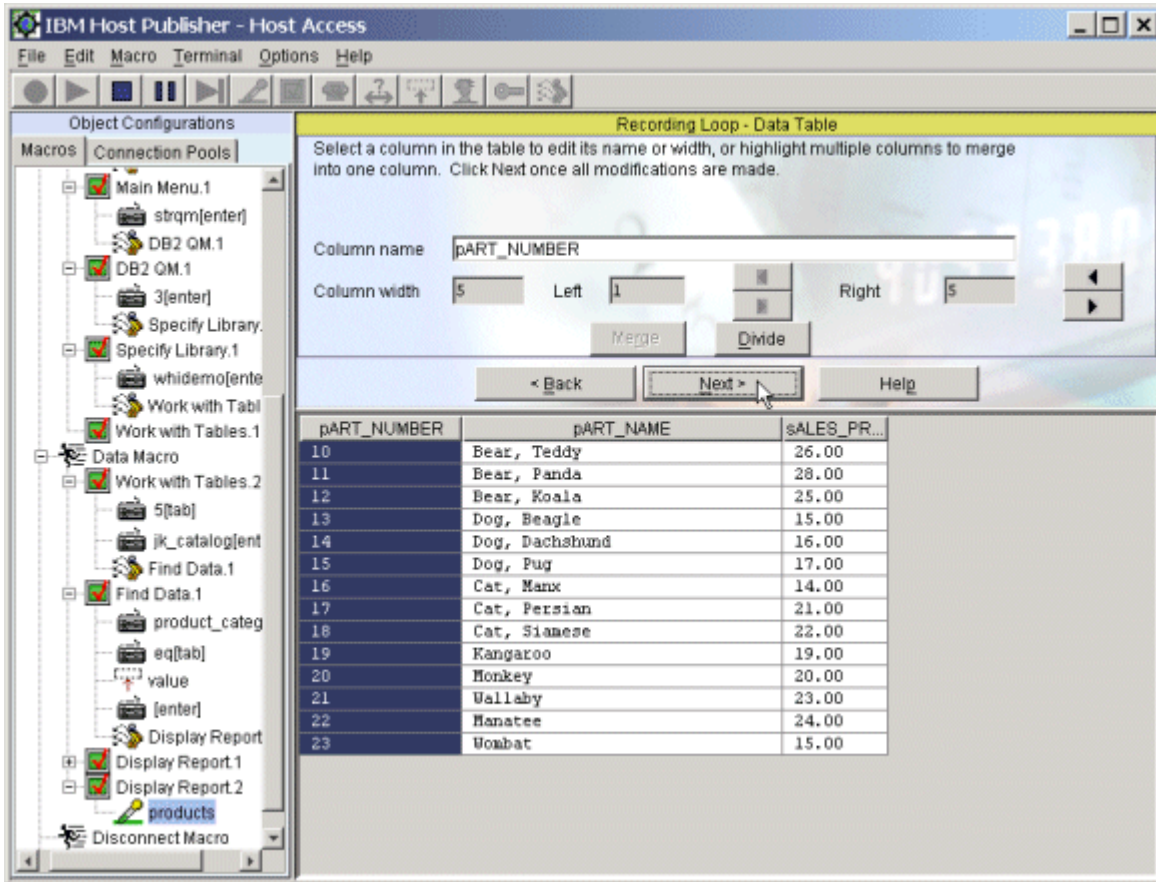 IBM Host Publisher - Host Access
File Edit Macro Terminal Options Help
Object Configurations
Macros Connection Pools
Main Menu.1
strqm[enter]
DB2 QM.1
DB2 QM.1
3[enter]
Specify Library.
Specify Library.1
whidemo[ente
Work with Tabl
Work with Tables.1
Data Macro
Work with Tables.2
5[tab]
jk_catalog[ent
Find Data.1
Find Data.1
product_categ
eq[tab]
value
[enter]
Display Report
Display Report.1
Display Report.2
products
Disconnect Macro
Recording Loop - Data Table
Select a column in the table to edit its name or width, or highlight multiple columns to merge
into one column. Click Next once all modifications are made.
Column name pART_NUMBER
Column width 5 Left 1 Right 5
Merge Divide
< Back Next > Help
pART_NUMBER pART_NAME sALES_PR...
10 Bear, Teddy 26.00
11 Bear, Panda 28.00
12 Bear, Koala 25.00
13 Dog, Beagle 15.00
14 Dog, Dachshund 16.00
15 Dog, Pug 17.00
16 Cat, Manx 14.00
17 Cat, Persian 21.00
18 Cat, Siamese 22.00
19 Kangaroo 19.00
20 Monkey 20.00
21 Wallaby 23.00
22 Manatee 24.00
23 Wombat 15.00